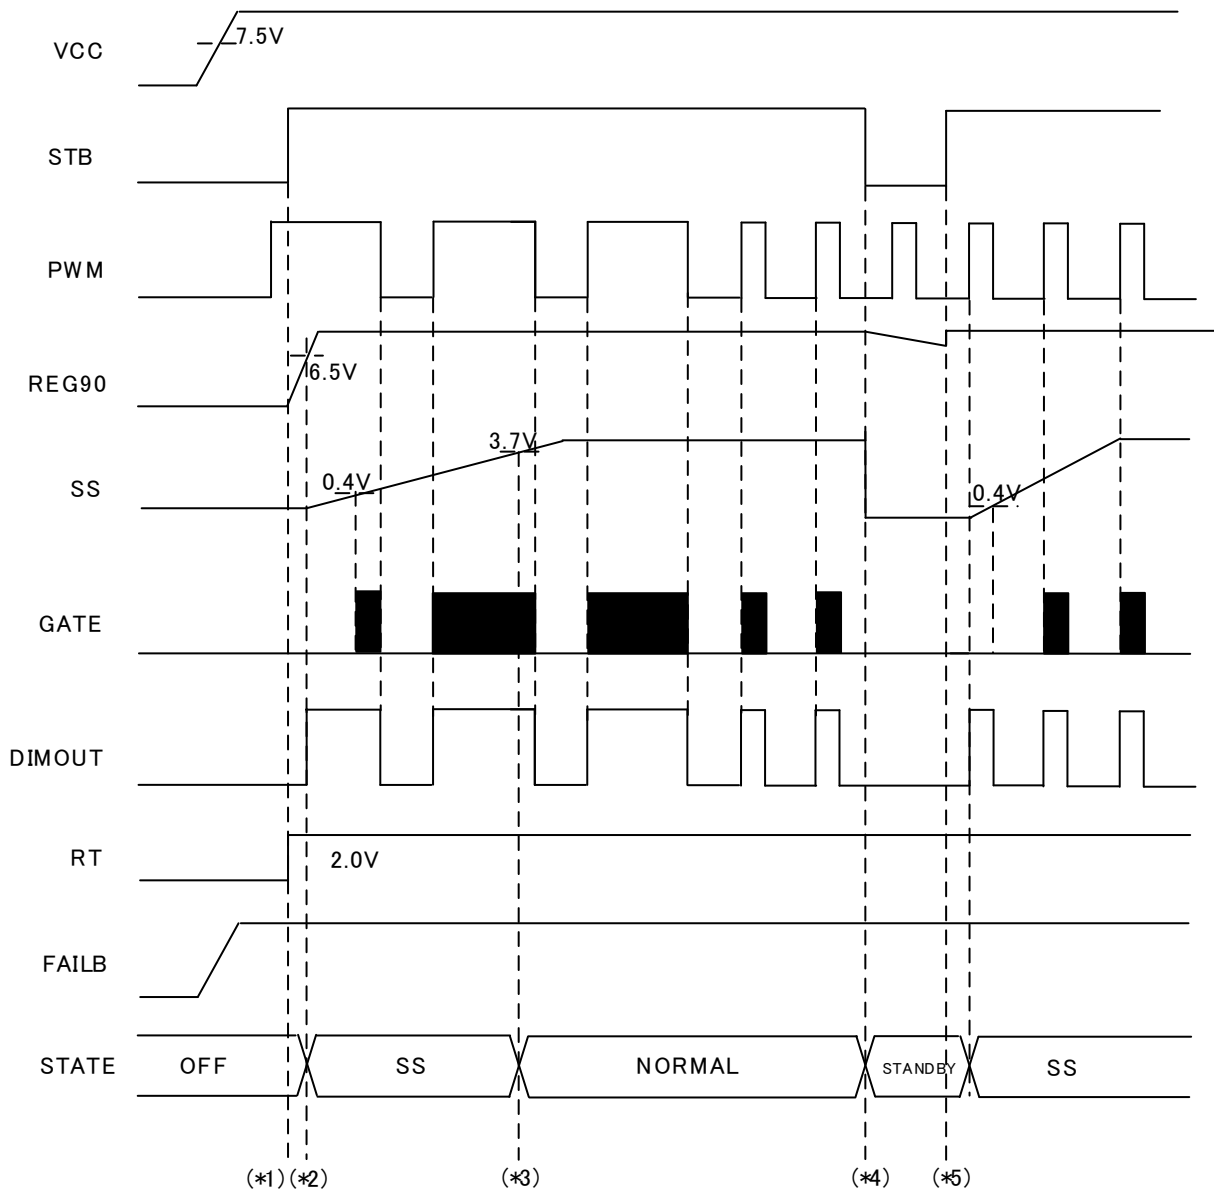 VCC
7.5V
STB
PWM
REG90
6.5V
SS
0.4V
3.7V
0.4V
GATE
DIMOUT
RT
2.0V
FAILB
STATE
OFF
SS
NORMAL
STANDBY
SS
(*1) (*2) (*3) (*4) (*5)